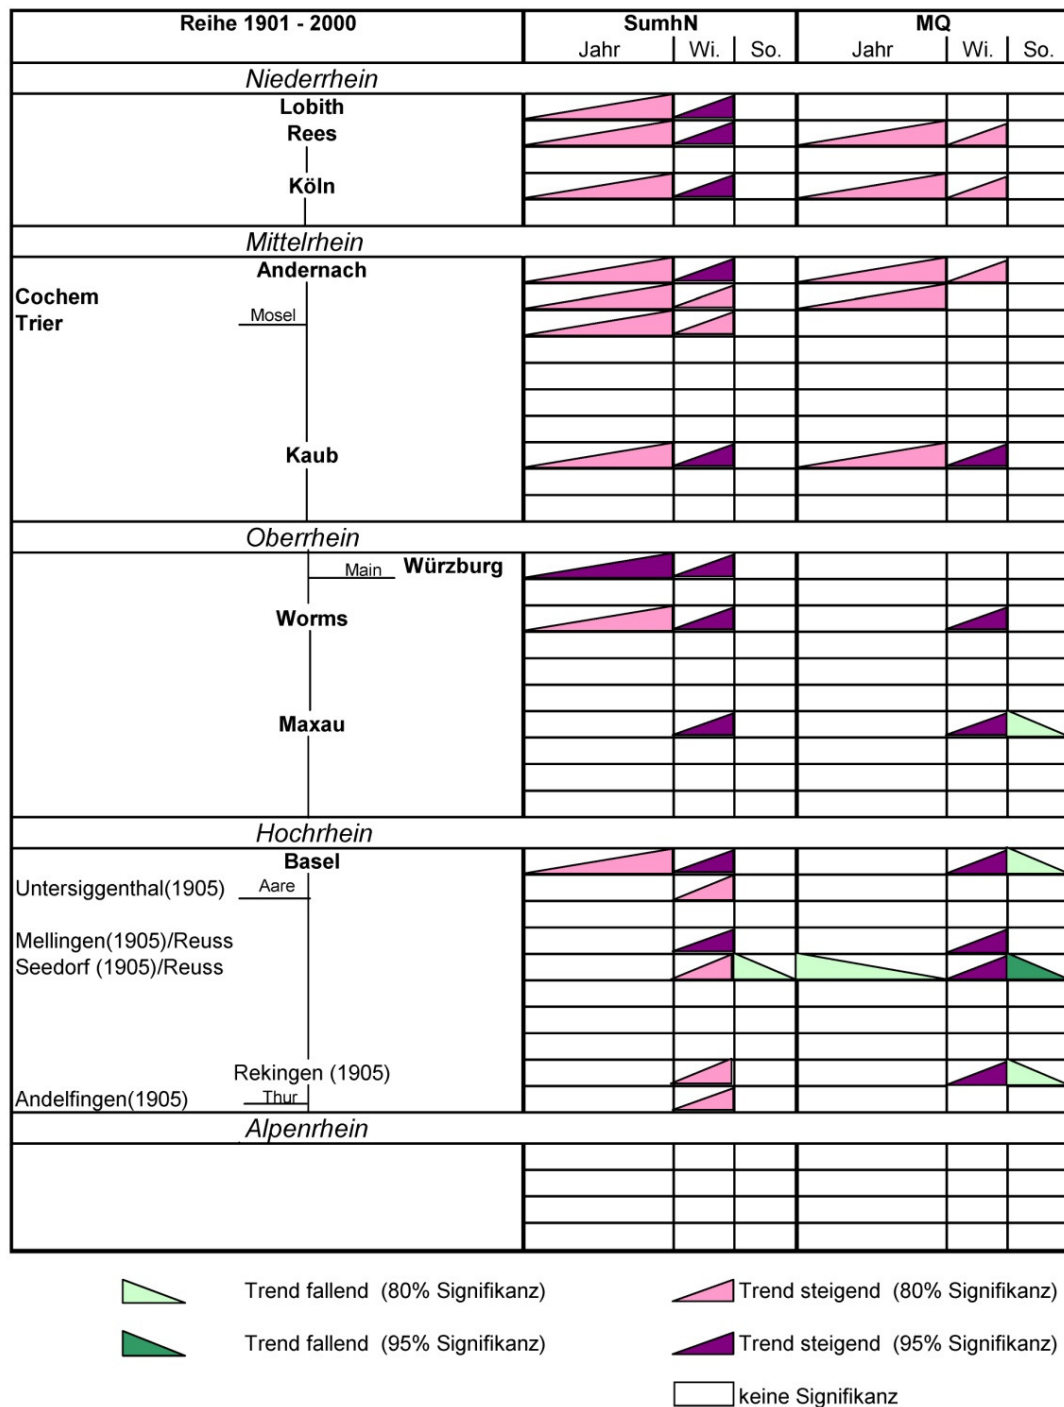 Reihe 1901 - 2000 SumhN MQ
Jahr Wi. So. Jahr Wi. So.
Niederrhein
Lobith
Rees
Köln
Mittelrhein
Andernach
Cochem
Trier Mosel
Kaub
Oberrhein
Main Würzburg
Worms
Maxau
Hochrhein
Basel
Untersiggenthal(1905) Aare
Mellingen(1905)/Reuss
Seedorf (1905)/Reuss
Rekingen (1905)
Andelfingen(1905) Thur
Alpenrhein
Trend fallend (80% Signifikanz) Trend steigend (80% Signifikanz)
Trend fallend (95% Signifikanz) Trend steigend (95% Signifikanz)
keine Signifikanz